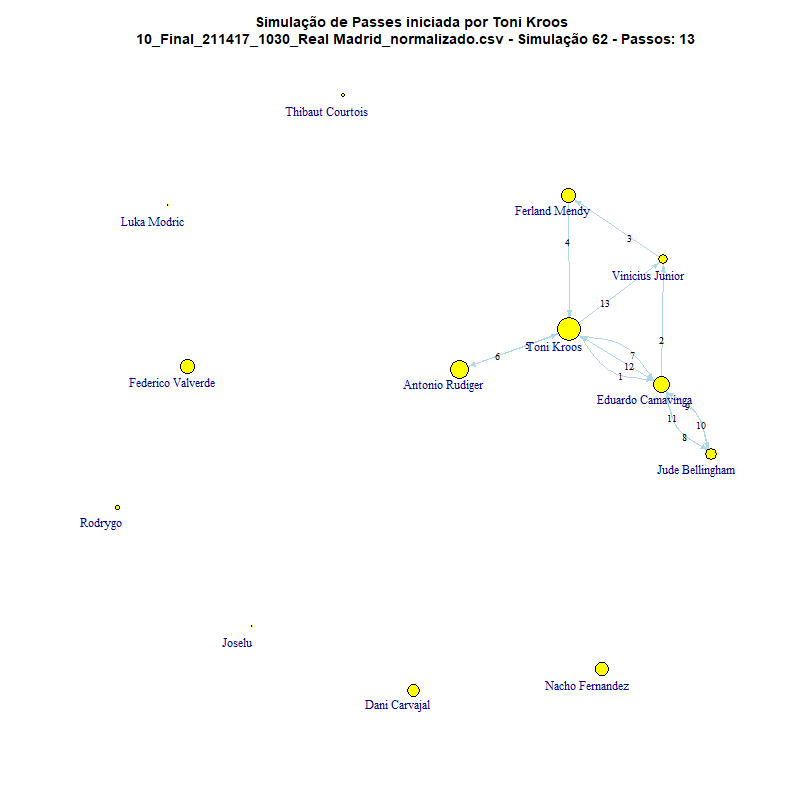 Simulação de Passes iniciada por Toni Kroos
10_Final_211417_1030_Real Madrid_normalizado.csv - Simulação 62 - Passos: 13
Thibaut Courtois
Luka Modric
Ferland Mendy
4
3
Vinicius Junior
13
2
Toni Kroos
5
6
7
12
1
Federico Valverde
Antonio Rudiger
Eduardo Camavinga
9
11
10
8
Jude Bellingham
Rodrygo
Joselu
Nacho Fernandez
Dani Carvajal